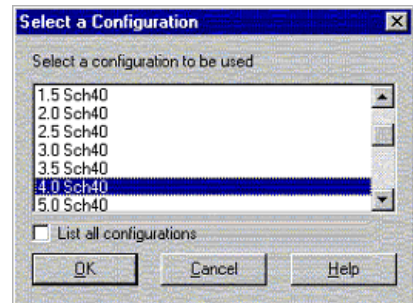 Select a Configuration
Select a configuration to be used
1.5 Sch40
2.0 Sch40
2.5 Sch40
3.0 Sch40
3.5 Sch40
4.0 Sch40
5.0 Sch40
List all configurations
OK Cancel Help